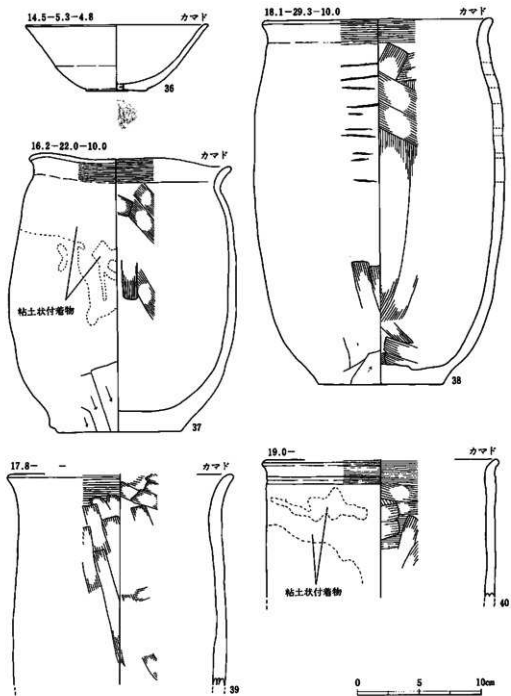 14.5-5.3-4.8 カマド
36
18.1-29.3-10.0 カマド
38
16.2-22.0-10.0 カマド
粘土状付着物
37
17.8- - カマド
39
19.0- カマド
粘土状付着物
40
0 5 10cm